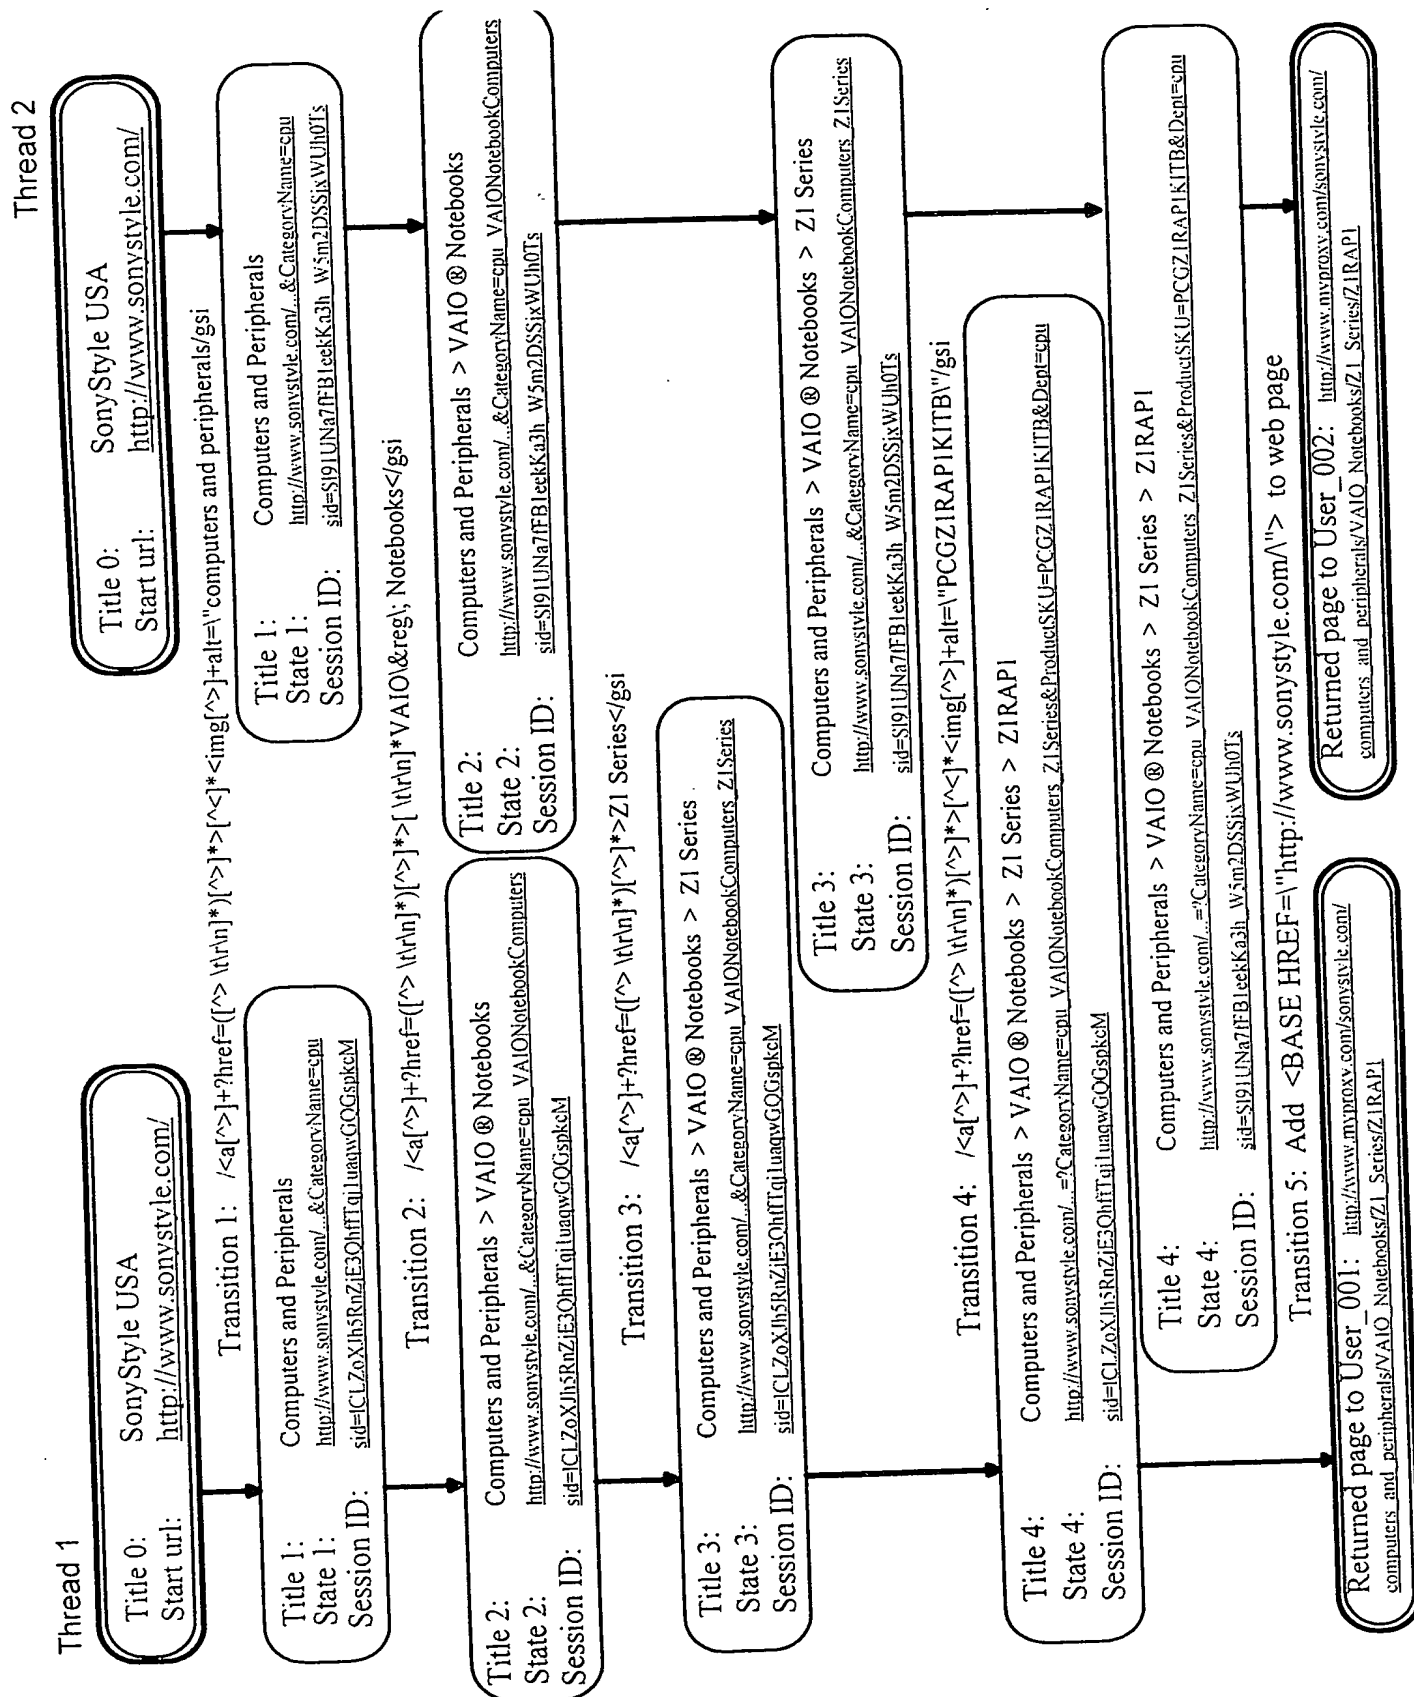 Thread 1
Thread 2
Title 0: SonyStyle USA
Start url: http://www.sonystyle.com/
Title 0: SonyStyle USA
Start url: http://www.sonystyle.com/
Transition 1: /<a[^>]+?href=([^> \t\r\n]*)[^>]*>[^<]*<img[^>]+alt=\"computers and peripherals/gsi
Title 1: Computers and Peripherals
State 1: http://www.sonystyle.com/...&CategoryName=cpu
Session ID: sid=ICLZoXJh5RnZjE3QhffTqj1uaqwGQGspkcM
Title 1: Computers and Peripherals
State 1: http://www.sonystyle.com/...&CategoryName=cpu
Session ID: sid=SI91UNa7fFB1eekKa3h_W5m2DSSjxWUh0Ts
Transition 2: /<a[^>]+?href=([^> \t\r\n]*)[^>]*>[ \t\r\n]*VAIO\&reg\; Notebooks</gsi
Title 2: Computers and Peripherals > VAIO ® Notebooks
State 2: http://www.sonystyle.com/...&CategoryName=cpu_VAIONotebookComputers
Session ID: sid=ICLZoXJh5RnZjE3QhffTqj1uaqwGQGspkcM
Title 2: Computers and Peripherals > VAIO ® Notebooks
State 2: http://www.sonystyle.com/...&CategoryName=cpu_VAIONotebookComputers
Session ID: sid=SI91UNa7fFB1eekKa3h_W5m2DSSjxWUh0Ts
Transition 3: /<a[^>]+?href=([^> \t\r\n]*)[^>]*>Z1 Series</gsi
Title 3: Computers and Peripherals > VAIO ® Notebooks > Z1 Series
State 3: http://www.sonystyle.com/...&CategoryName=cpu_VAIONotebookComputers_Z1Series
Session ID: sid=ICLZoXJh5RnZjE3QhffTqj1uaqwGQGspkcM
Title 3: Computers and Peripherals > VAIO ® Notebooks > Z1 Series
State 3: http://www.sonystyle.com/...&CategoryName=cpu_VAIONotebookComputers_Z1Series
Session ID: sid=SI91UNa7fFB1eekKa3h_W5m2DSSjxWUh0Ts
Transition 4: /<a[^>]+?href=([^> \t\r\n]*)[^>]*>[^<]*<img[^>]+alt=\"PCGZ1RAP1KITB\"/gsi
Title 4: Computers and Peripherals > VAIO ® Notebooks > Z1 Series > Z1RAP1
State 4: http://www.sonystyle.com/...=?CategoryName=cpu_VAIONotebookComputers_Z1Series&ProductSKU=PCGZ1RAP1KITB&Dept=cpu
Session ID: sid=ICLZoXJh5RnZjE3QhffTqj1uaqwGQGspkcM
Title 4: Computers and Peripherals > VAIO ® Notebooks > Z1 Series > Z1RAP1
State 4: http://www.sonystyle.com/...=?CategoryName=cpu_VAIONotebookComputers_Z1Series&ProductSKU=PCGZ1RAP1KITB&Dept=cpu
Session ID: sid=SI91UNa7fFB1eekKa3h_W5m2DSSjxWUh0Ts
Transition 5: Add <BASE HREF=\"http://www.sonystyle.com/\"> to web page
Returned page to User_001: http://www.myproxy.com/sonystyle.com/
computers_and_peripherals/VAIO_Notebooks/Z1_Series/Z1RAP1
Returned page to User_002: http://www.myproxy.com/sonystyle.com/
computers_and_peripherals/VAIO_Notebooks/Z1_Series/Z1RAP1